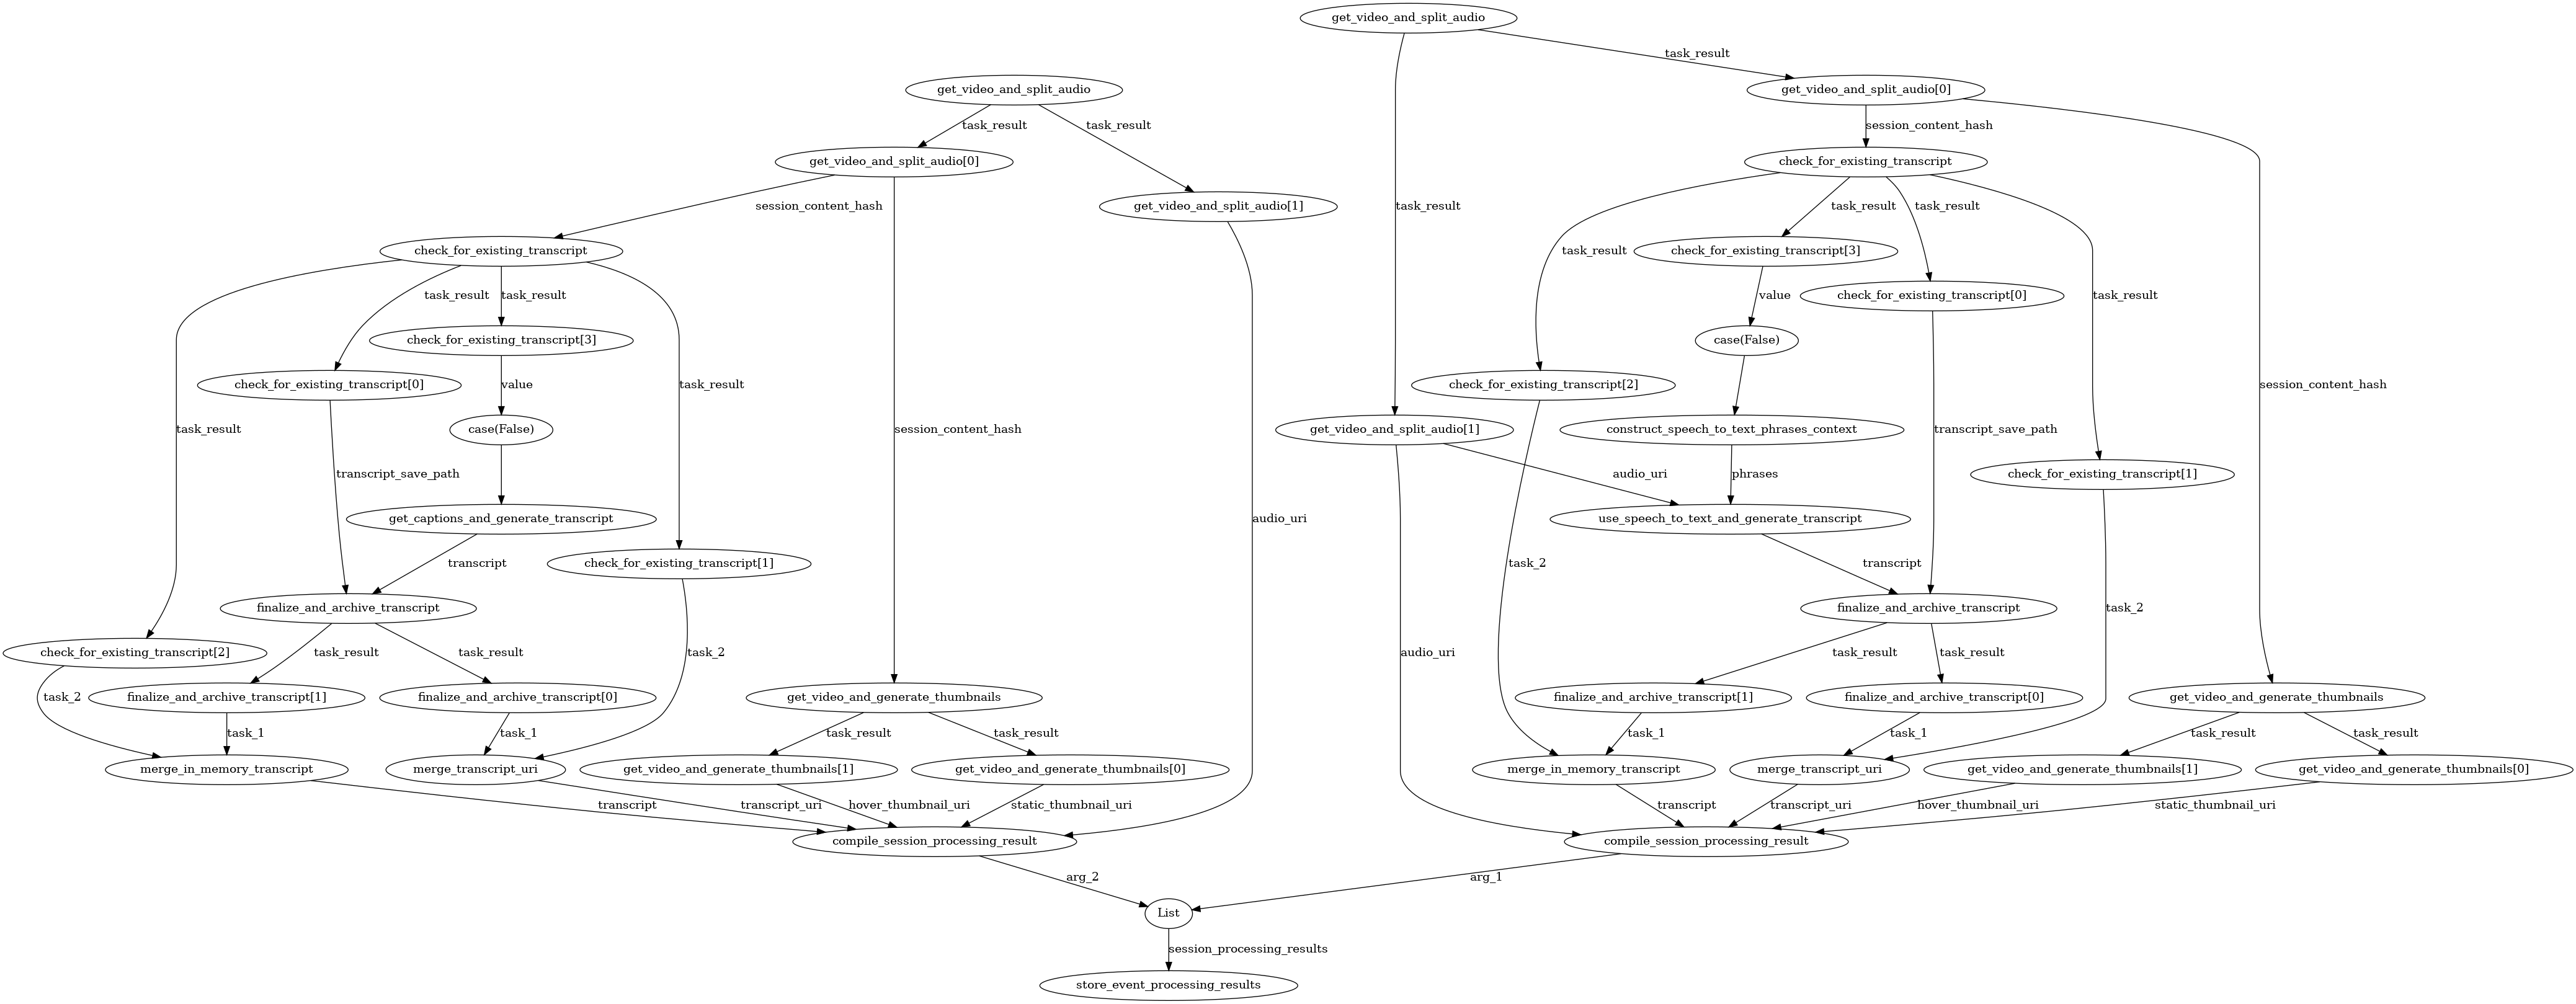 get_video_and_split_audio
task_result
get_video_and_split_audio
get_video_and_split_audio[0]
task_result
task_result
session_content_hash
get_video_and_split_audio[0]
check_for_existing_transcript
session_content_hash
get_video_and_split_audio[1]
task_result
task_result
task_result
check_for_existing_transcript
task_result
check_for_existing_transcript[3]
task_result
task_result
value
check_for_existing_transcript[0]
task_result
check_for_existing_transcript[3]
case(False)
check_for_existing_transcript[0]
value
task_result
check_for_existing_transcript[2]
session_content_hash
task_result
case(False)
session_content_hash
get_video_and_split_audio[1]
construct_speech_to_text_phrases_context
transcript_save_path
transcript_save_path
audio_uri
phrases
check_for_existing_transcript[1]
get_captions_and_generate_transcript
audio_uri
use_speech_to_text_and_generate_transcript
transcript
check_for_existing_transcript[1]
task_2
transcript
finalize_and_archive_transcript
finalize_and_archive_transcript
task_2
check_for_existing_transcript[2]
task_result
task_result
task_2
audio_uri
task_result
task_result
task_2
finalize_and_archive_transcript[1]
finalize_and_archive_transcript[0]
get_video_and_generate_thumbnails
finalize_and_archive_transcript[1]
finalize_and_archive_transcript[0]
get_video_and_generate_thumbnails
task_1
task_1
task_result
task_result
task_1
task_1
task_result
task_result
merge_in_memory_transcript
merge_transcript_uri
get_video_and_generate_thumbnails[1]
get_video_and_generate_thumbnails[0]
merge_in_memory_transcript
merge_transcript_uri
get_video_and_generate_thumbnails[1]
get_video_and_generate_thumbnails[0]
transcript
transcript_uri
hover_thumbnail_uri
static_thumbnail_uri
transcript
transcript_uri
hover_thumbnail_uri
static_thumbnail_uri
compile_session_processing_result
compile_session_processing_result
arg_2
arg_1
List
session_processing_results
store_event_processing_results